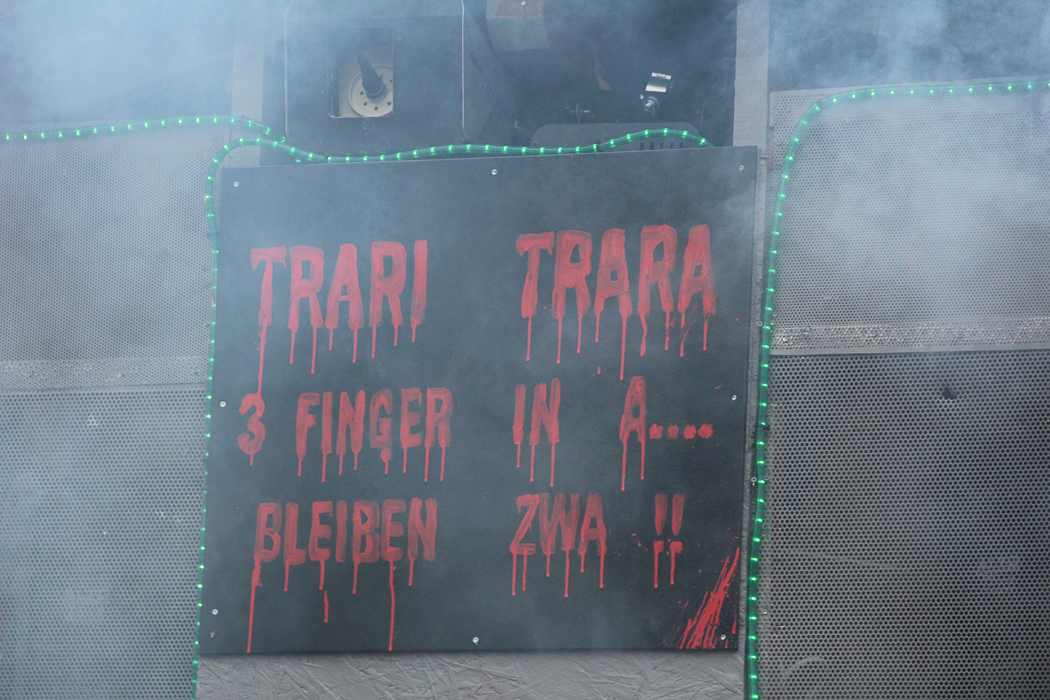 TRARI TRARA
3 FINGER IN A....
BLEIBEN ZWA !!